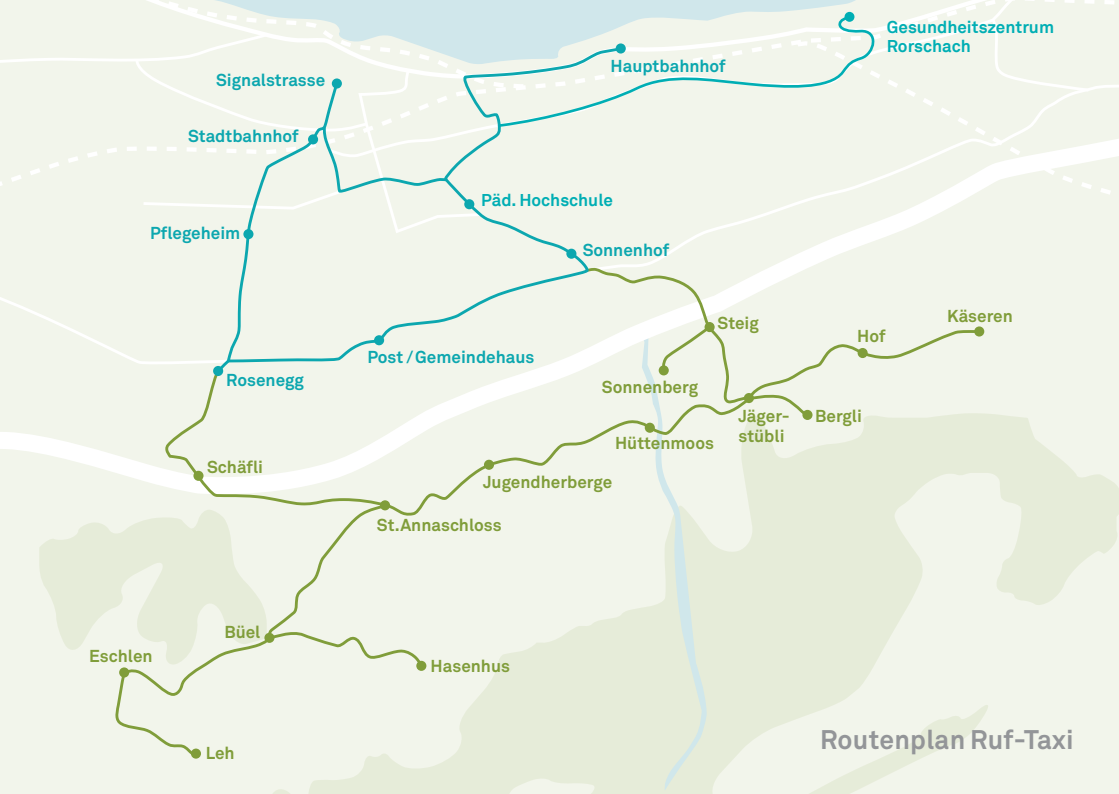 Gesundheitszentrum
Rorschach
Hauptbahnhof
Signalstrasse
Stadtbahnhof
Päd. Hochschule
Pflegeheim
Sonnenhof
Steig
Käseren
Hof
Post / Gemeindehaus
Rosenegg
Sonnenberg
Jäger-
stübli
Bergli
Hüttenmoos
Schäfli
Jugendherberge
St. Annaschloss
Büel
Eschlen
Hasenhus
Routenplan Ruf-Taxi
Leh